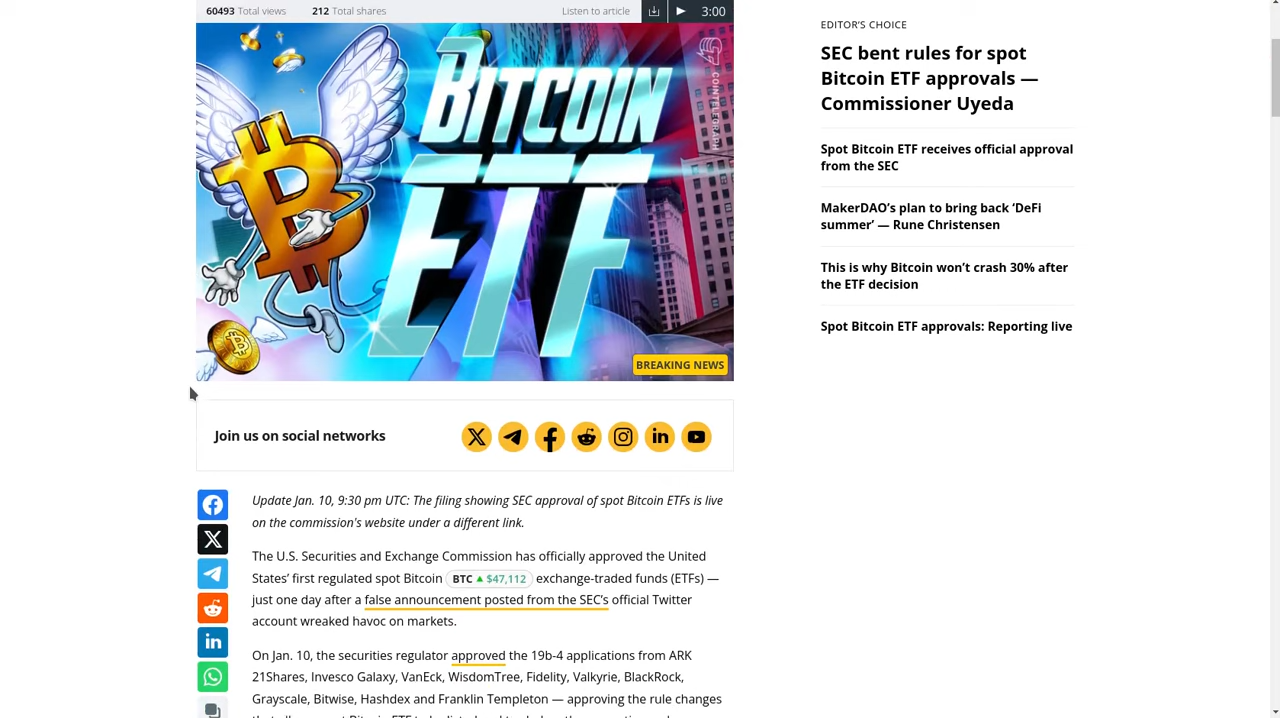 60493 Total views 212 Total shares Listen to article 3:00
BITCOIN
ETF
COINTELEGRAPH
BREAKING NEWS
Join us on social networks
Update Jan. 10, 9:30 pm UTC: The filing showing SEC approval of spot Bitcoin ETFs is live
on the commission's website under a different link.
The U.S. Securities and Exchange Commission has officially approved the United
States’ first regulated spot Bitcoin BTC ▲ $47,112 exchange-traded funds (ETFs) —
just one day after a false announcement posted from the SEC’s official Twitter
account wreaked havoc on markets.
On Jan. 10, the securities regulator approved the 19b-4 applications from ARK
21Shares, Invesco Galaxy, VanEck, WisdomTree, Fidelity, Valkyrie, BlackRock,
Grayscale, Bitwise, Hashdex and Franklin Templeton — approving the rule changes
EDITOR’S CHOICE
SEC bent rules for spot
Bitcoin ETF approvals —
Commissioner Uyeda
Spot Bitcoin ETF receives official approval
from the SEC
MakerDAO’s plan to bring back ‘DeFi
summer’ — Rune Christensen
This is why Bitcoin won’t crash 30% after
the ETF decision
Spot Bitcoin ETF approvals: Reporting live